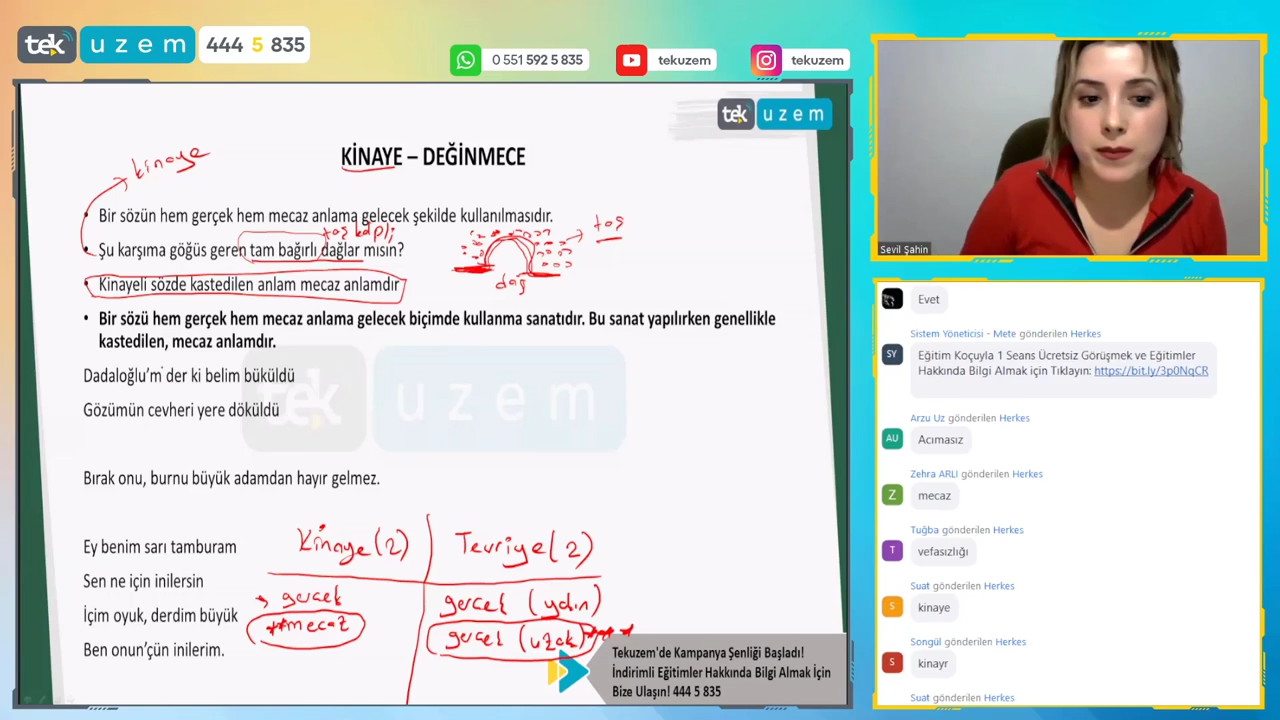 tek uzem 444 5 835
0 551 592 5 835
tekuzem
tekuzem
tek uzem
KİNAYE – DEĞİNMECE
kinaye
• Bir sözün hem gerçek hem mecaz anlama gelecek şekilde kullanılmasıdır.
taş kaplı
taş
• Şu karşıma göğüs geren tam bağırlı dağlar mısın?
dağ
• Kinayeli sözde kastedilen anlam mecaz anlamdır
• Bir sözü hem gerçek hem mecaz anlama gelecek biçimde kullanma sanatıdır. Bu sanat yapılırken genellikle
kastedilen, mecaz anlamdır.
Dadaloğlu'm der ki belim büküldü
Gözümün cevheri yere döküldü
tek uzem
Bırak onu, burnu büyük adamdan hayır gelmez.
Kinaye (2) Tevriye (2)
Ey benim sarı tamburam
Sen ne için inilersin
gerçek gerçek (yakın)
İçim oyuk, derdim büyük
mecaz gerçek (uzak)
Ben onun'çün inilerim.
Tekuzem'de Kampanya Şenliği Başladı!
İndirimli Eğitimler Hakkında Bilgi Almak İçin
Bize Ulaşın! 444 5 835
Sevil Şahin
Evet
Sistem Yöneticisi - Mete gönderilen Herkes
SY
Eğitim Koçuyla 1 Seans Ücretsiz Görüşmek ve Eğitimler
Hakkında Bilgi Almak için Tıklayın: https://bit.ly/3p0NqCR
Arzu Uz gönderilen Herkes
AU Acımasız
Zehra ARLI gönderilen Herkes
Z mecaz
Tuğba gönderilen Herkes
T vefasızlığı
Suat gönderilen Herkes
S kinaye
Songül gönderilen Herkes
S kinayr
Suat gönderilen Herkes